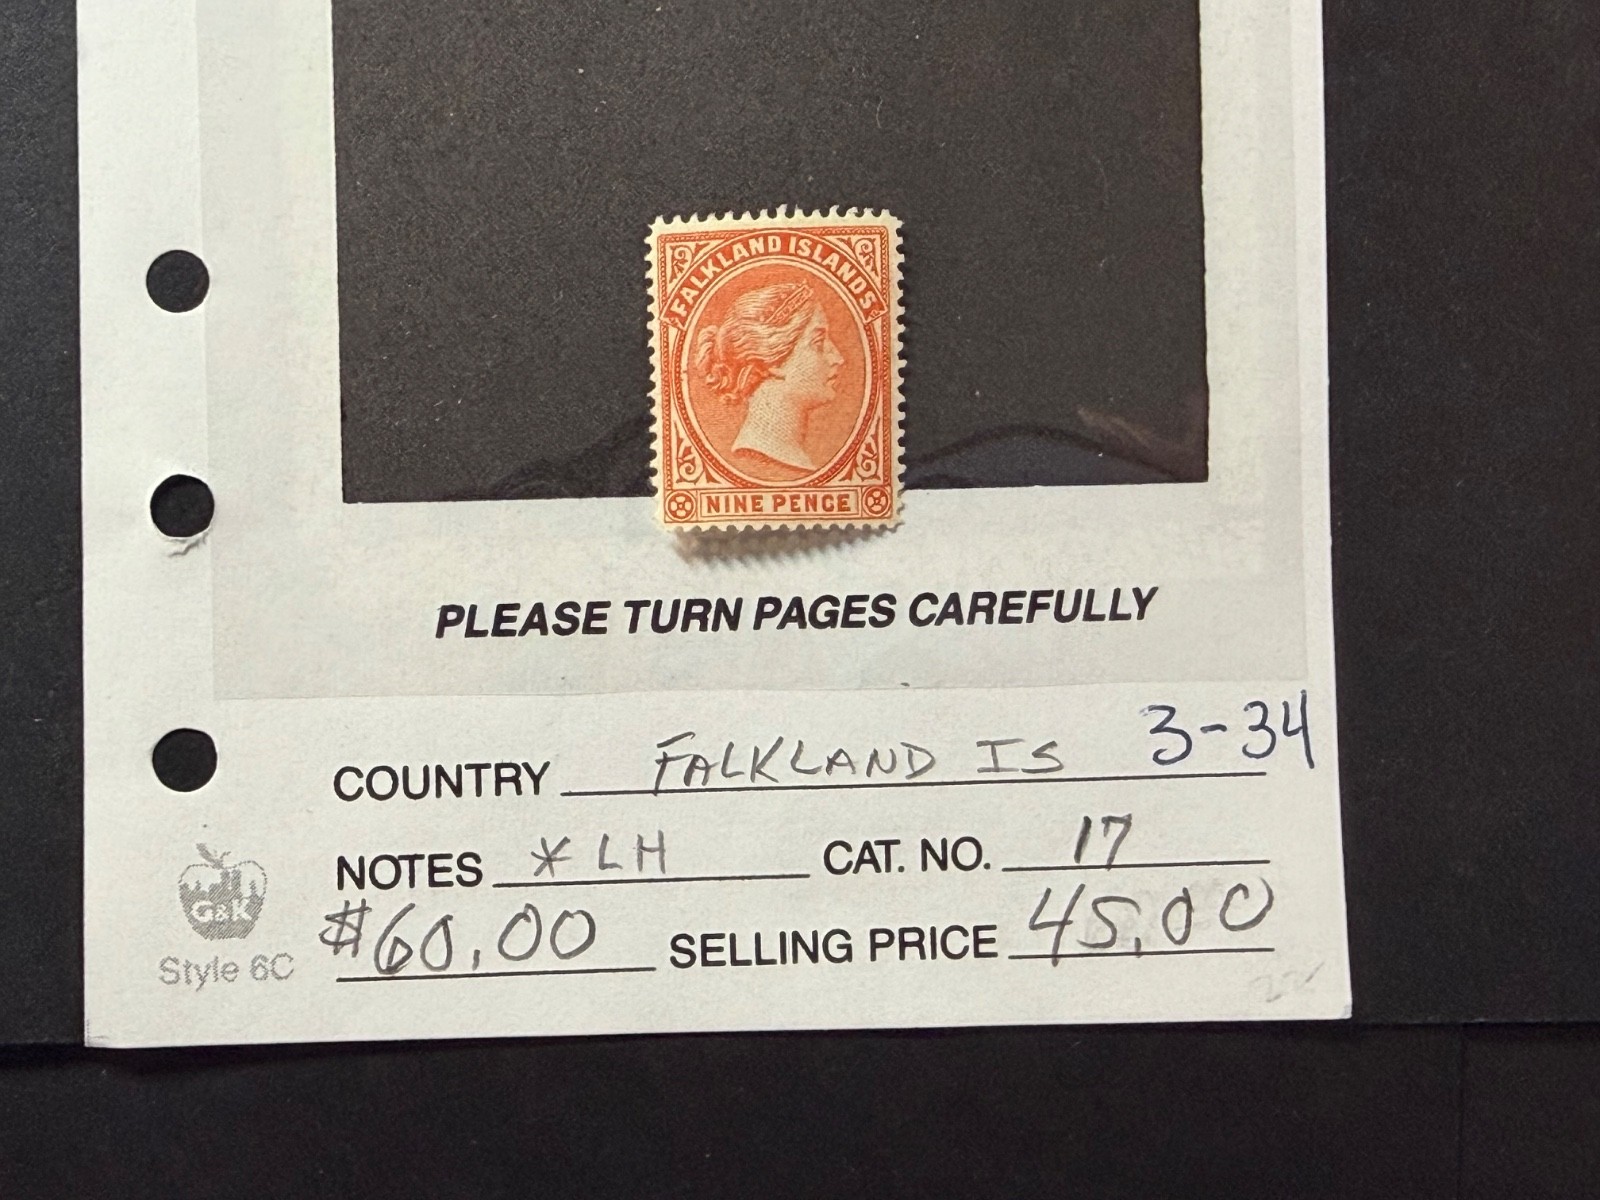 FALKLAND ISLANDS
NINE PENCE
PLEASE TURN PAGES CAREFULLY
3-34
COUNTRY FALKLAND IS
NOTES * LH CAT. NO. 17
$60.00 SELLING PRICE 45.00
G&K
Style 6C